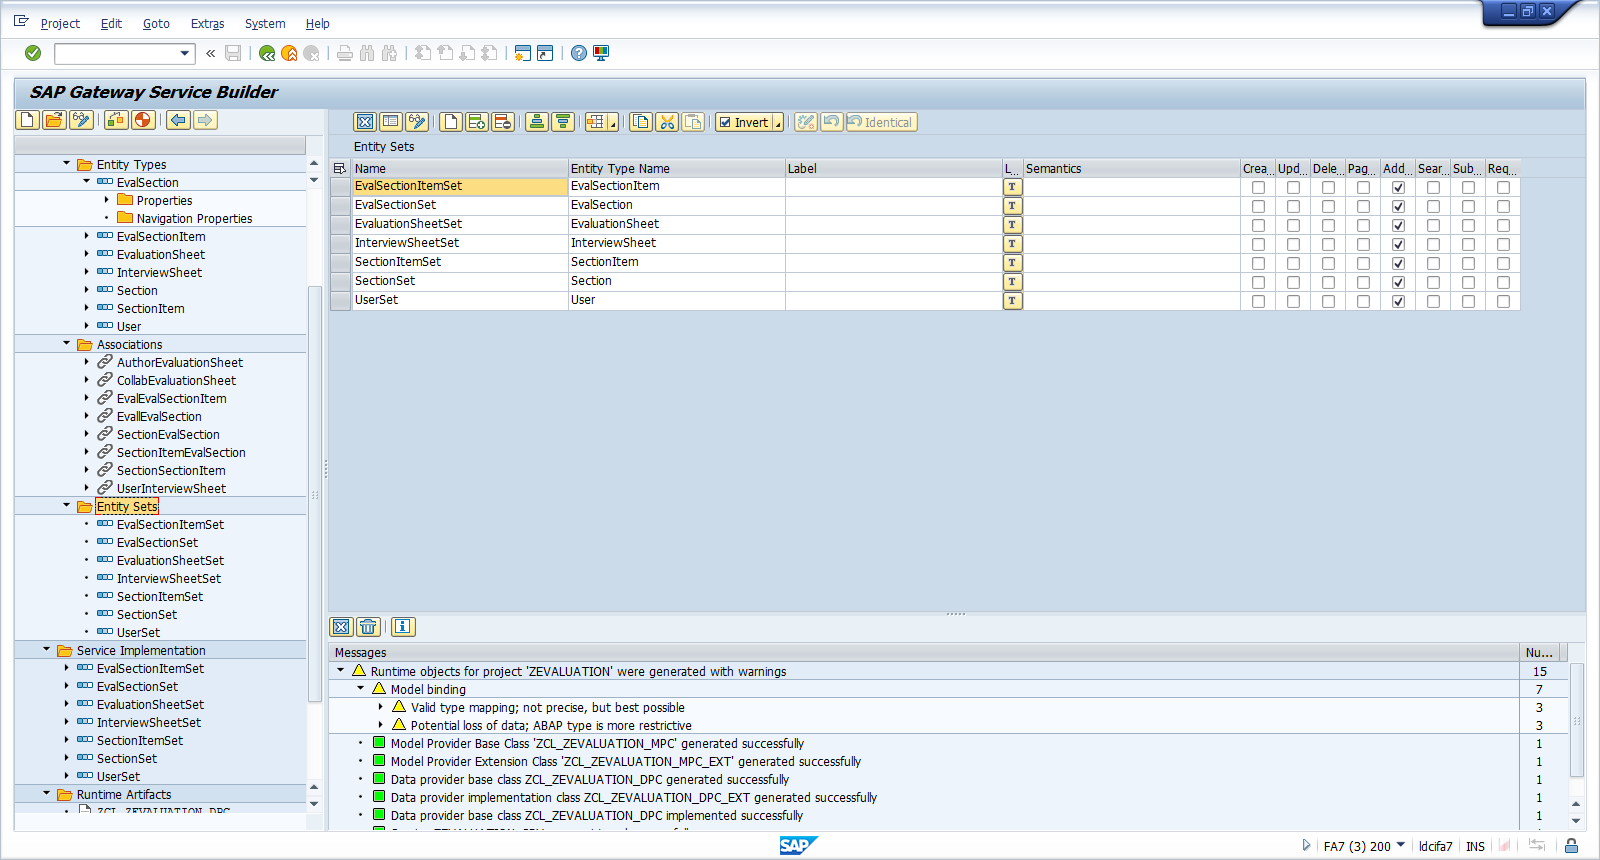 Project Edit Goto Extras System Help
SAP Gateway Service Builder
Invert Identical
Entity Sets
Name Entity Type Name Label L... Semantics Crea... Upd... Dele... Pag... Add... Sear... Sub... Req...
EvalSectionItemSet EvalSectionItem T
EvalSectionSet EvalSection T
EvaluationSheetSet EvaluationSheet T
InterviewSheetSet InterviewSheet T
SectionItemSet SectionItem T
SectionSet Section T
UserSet User T
Entity Types
EvalSection
Properties
Navigation Properties
EvalSectionItem
EvaluationSheet
InterviewSheet
Section
SectionItem
User
Associations
AuthorEvaluationSheet
CollabEvaluationSheet
EvalEvalSectionItem
EvallEvalSection
SectionEvalSection
SectionItemEvalSection
SectionSectionItem
UserInterviewSheet
Entity Sets
EvalSectionItemSet
EvalSectionSet
EvaluationSheetSet
InterviewSheetSet
SectionItemSet
SectionSet
UserSet
Service Implementation
EvalSectionItemSet
EvalSectionSet
EvaluationSheetSet
InterviewSheetSet
SectionItemSet
SectionSet
UserSet
Runtime Artifacts
ZCL_ZEVALUATION_DPC
Messages Nu...
Runtime objects for project 'ZEVALUATION' were generated with warnings 15
Model binding 7
Valid type mapping; not precise, but best possible 3
Potential loss of data; ABAP type is more restrictive 3
Model Provider Base Class 'ZCL_ZEVALUATION_MPC' generated successfully 1
Model Provider Extension Class 'ZCL_ZEVALUATION_MPC_EXT' generated successfully 1
Data provider base class ZCL_ZEVALUATION_DPC generated successfully 1
Data provider implementation class ZCL_ZEVALUATION_DPC_EXT generated successfully 1
Data provider base class ZCL_ZEVALUATION_DPC implemented successfully 1
SAP FA7 (3) 200 ldcifa7 INS